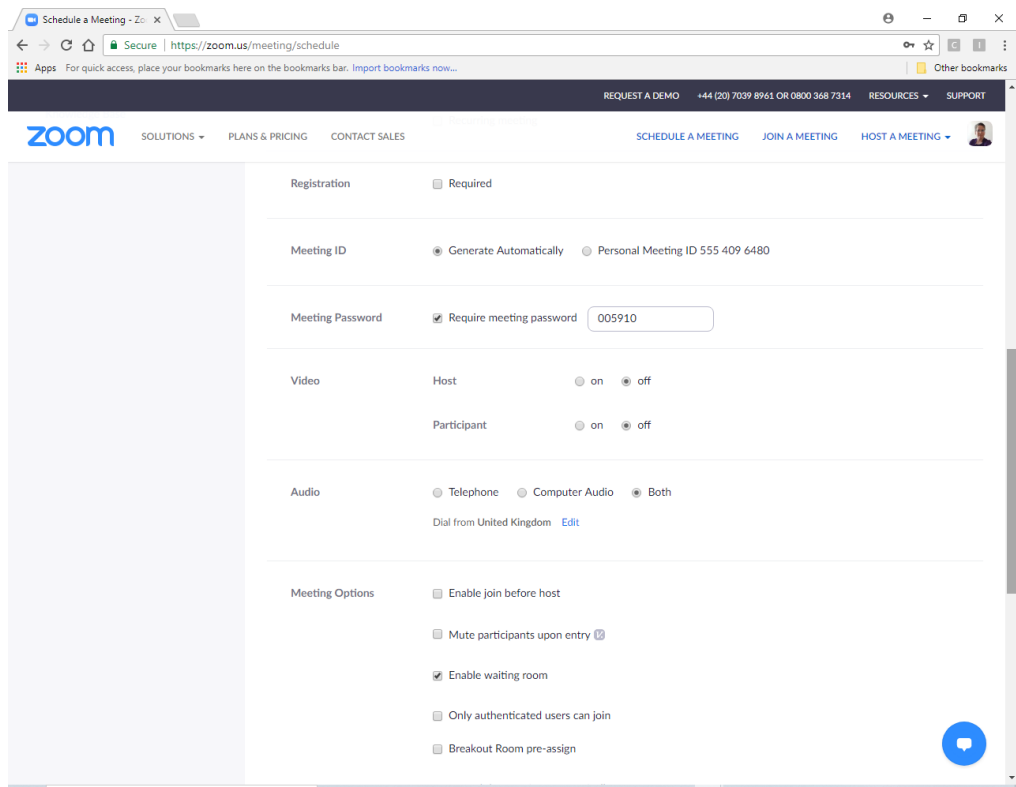 Schedule a Meeting - Zo
Secure | https://zoom.us/meeting/schedule
Apps For quick access, place your bookmarks here on the bookmarks bar. Import bookmarks now... Other bookmarks
REQUEST A DEMO +44 (20) 7039 8961 OR 0800 368 7314 RESOURCES SUPPORT
Recurring meeting
zoom SOLUTIONS PLANS & PRICING CONTACT SALES SCHEDULE A MEETING JOIN A MEETING HOST A MEETING
Registration Required
Meeting ID Generate Automatically Personal Meeting ID 555 409 6480
Meeting Password Require meeting password 005910
Video Host on off
Participant on off
Audio Telephone Computer Audio Both
Dial from United Kingdom Edit
Meeting Options Enable join before host
Mute participants upon entry
Enable waiting room
Only authenticated users can join
Breakout Room pre-assign